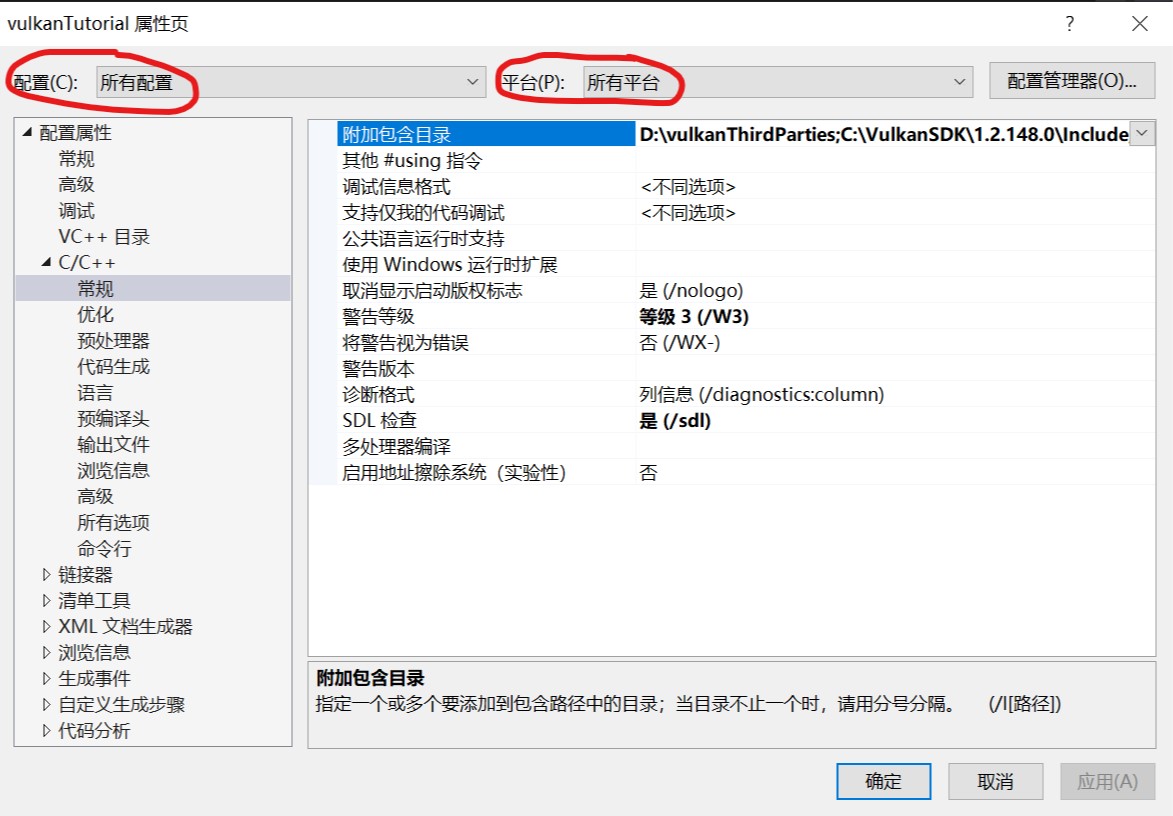 vulkanTutorial 属性页
配置(C): 所有配置 平台(P): 所有平台 配置管理器(O)...
配置属性
常规
高级
调试
VC++ 目录
C/C++
常规
优化
预处理器
代码生成
语言
预编译头
输出文件
浏览信息
高级
所有选项
命令行
链接器
清单工具
XML 文档生成器
浏览信息
生成事件
自定义生成步骤
代码分析
附加包含目录 D:\vulkanThirdParties;C:\VulkanSDK\1.2.148.0\Include
其他 #using 指令
调试信息格式 <不同选项>
支持仅我的代码调试 <不同选项>
公共语言运行时支持
使用 Windows 运行时扩展
取消显示启动版权标志 是 (/nologo)
警告等级 等级 3 (/W3)
将警告视为错误 否 (/WX-)
警告版本
诊断格式 列信息 (/diagnostics:column)
SDL 检查 是 (/sdl)
多处理器编译
启用地址擦除系统（实验性） 否
附加包含目录
指定一个或多个要添加到包含路径中的目录；当目录不止一个时，请用分号分隔。 (/I[路径])
确定 取消 应用(A)